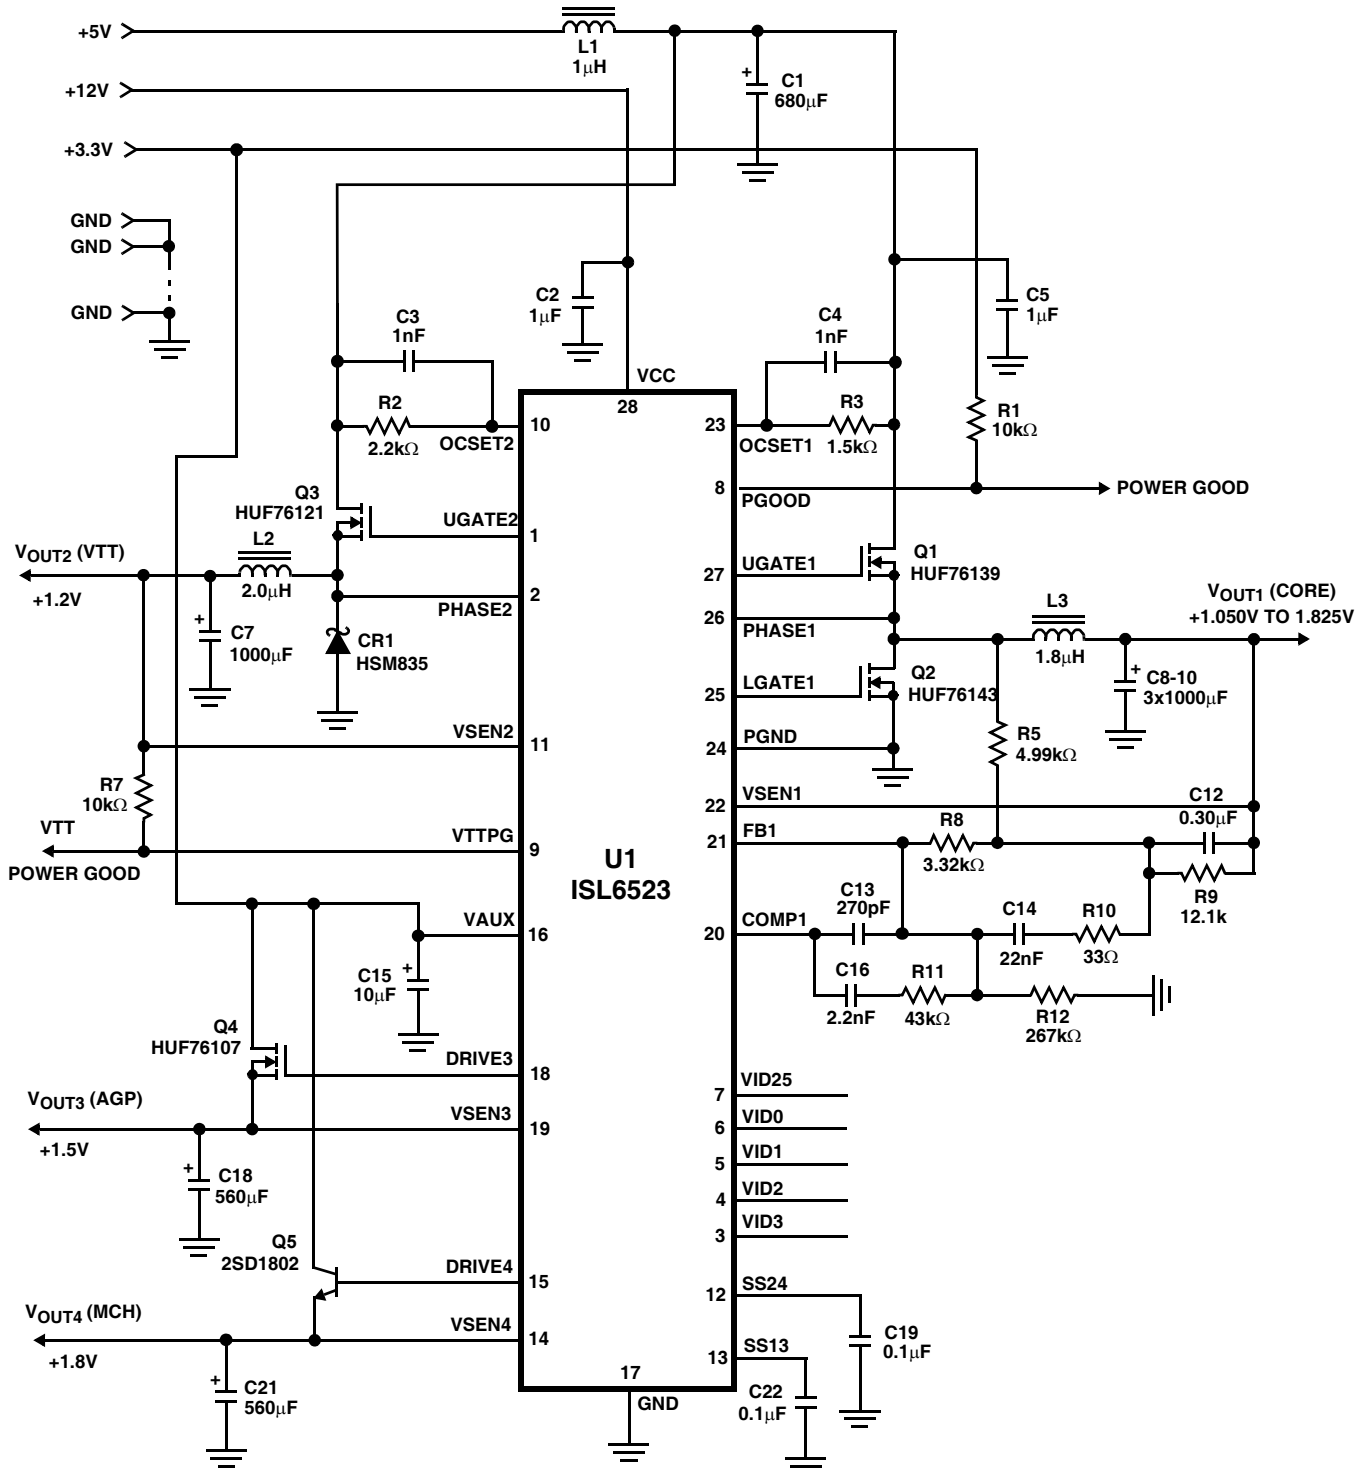 +5V
L1
1μH
C1
680μF
+
+12V
+3.3V
GND
GND
GND
C2
1μF
C5
1μF
C3
1nF
C4
1nF
VCC
28
R2
2.2kΩ
10
OCSET2
R3
1.5kΩ
23
OCSET1
R1
10kΩ
8
PGOOD
POWER GOOD
Q3
HUF76121
UGATE2
1
Q1
HUF76139
UGATE1
27
VOUT2 (VTT)
+1.2V
L2
2.0μH
PHASE2
2
26
PHASE1
L3
1.8μH
VOUT1 (CORE)
+1.050V TO 1.825V
+
C7
1000μF
CR1
HSM835
LGATE1
25
Q2
HUF76143
+
C8-10
3x1000μF
VSEN2
11
PGND
24
R5
4.99kΩ
R7
10kΩ
VSEN1
22
C12
0.30μF
VTT
POWER GOOD
VTTPG
9
FB1
21
R8
3.32kΩ
R9
12.1k
U1
ISL6523
VAUX
16
COMP1
20
C13
270pF
C14
22nF
R10
33Ω
+
C15
10μF
C16
2.2nF
R11
43kΩ
R12
267kΩ
Q4
HUF76107
DRIVE3
18
VOUT3 (AGP)
+1.5V
VSEN3
19
VID25
7
VID0
6
VID1
5
VID2
4
VID3
3
+
C18
560μF
Q5
2SD1802
DRIVE4
15
SS24
12
C19
0.1μF
VOUT4 (MCH)
+1.8V
VSEN4
14
SS13
13
C22
0.1μF
+
C21
560μF
17
GND